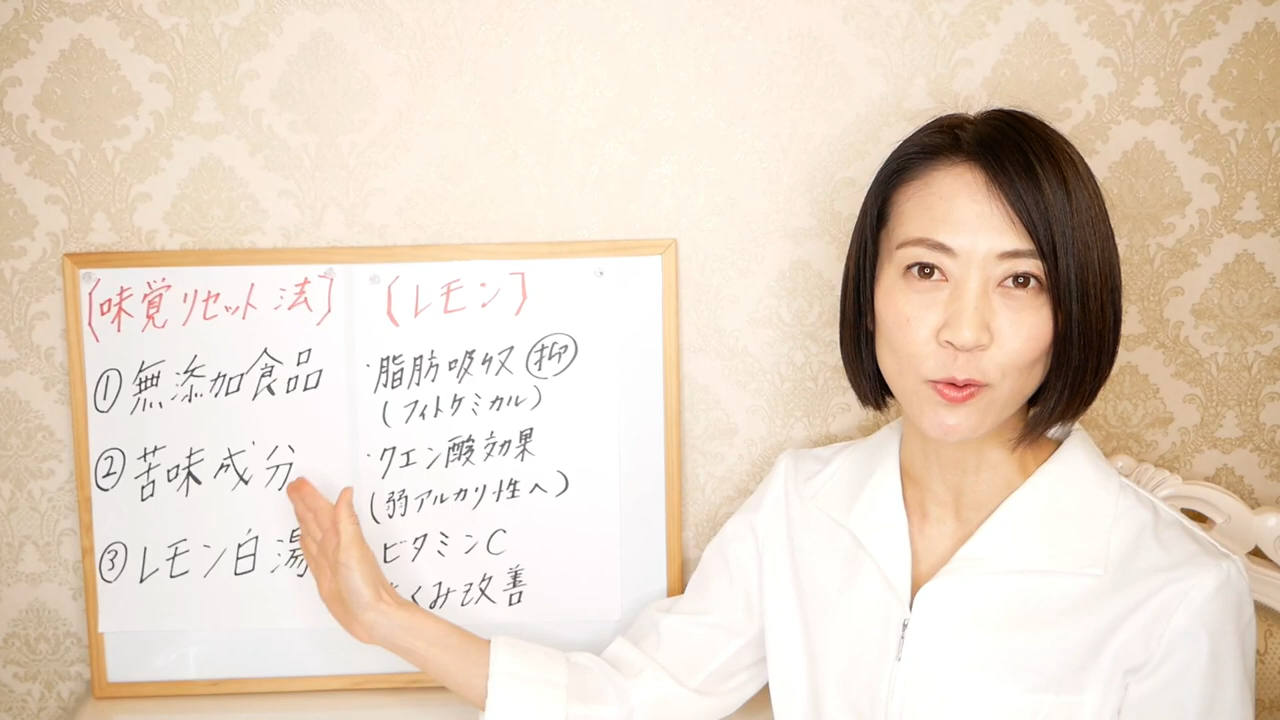 【味覚リセット法】
①無添加食品
②苦味成分
③レモン白湯
【レモン】
・脂肪吸収㊥抑
(フィトケミカル)
・クエン酸効果
(弱アルカリ性へ)
ビタミンC
くみ改善